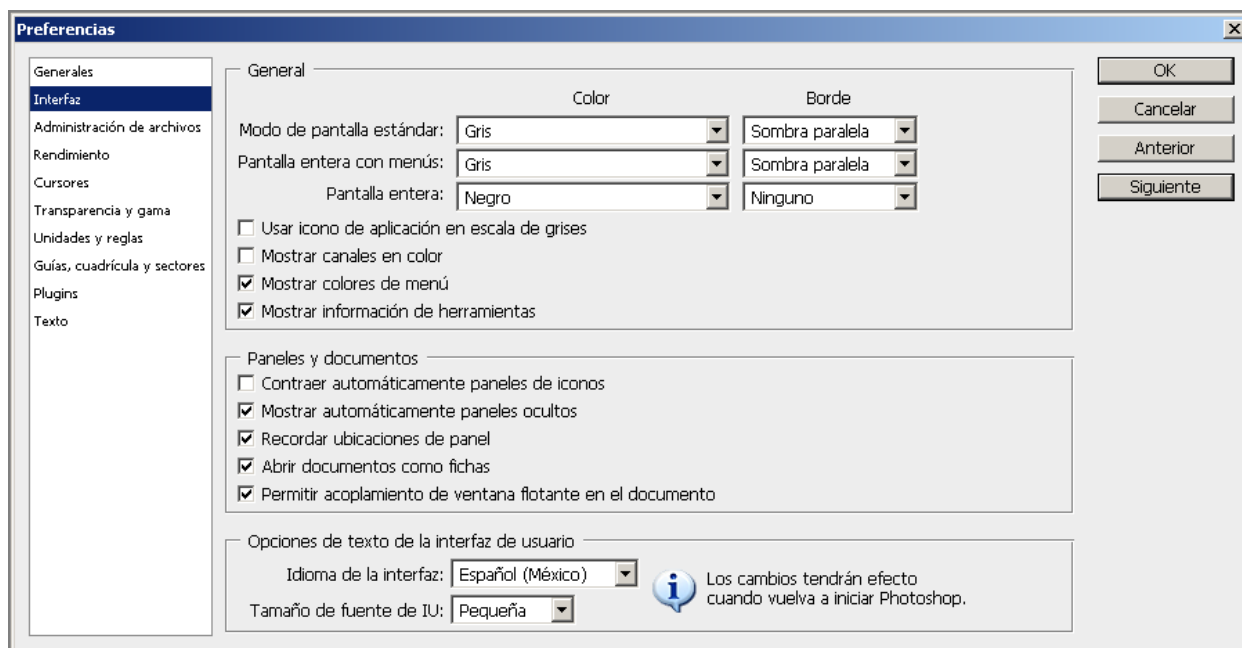 Preferencias
Generales
Interfaz
Administración de archivos
Rendimiento
Cursores
Transparencia y gama
Unidades y reglas
Guías, cuadrícula y sectores
Plugins
Texto
General
Color Borde
Modo de pantalla estándar: Gris Sombra paralela
Pantalla entera con menús: Gris Sombra paralela
Pantalla entera: Negro Ninguno
Usar icono de aplicación en escala de grises
Mostrar canales en color
Mostrar colores de menú
Mostrar información de herramientas
Paneles y documentos
Contraer automáticamente paneles de iconos
Mostrar automáticamente paneles ocultos
Recordar ubicaciones de panel
Abrir documentos como fichas
Permitir acoplamiento de ventana flotante en el documento
Opciones de texto de la interfaz de usuario
Idioma de la interfaz: Español (México)
Tamaño de fuente de IU: Pequeña
Los cambios tendrán efecto
cuando vuelva a iniciar Photoshop.
OK
Cancelar
Anterior
Siguiente